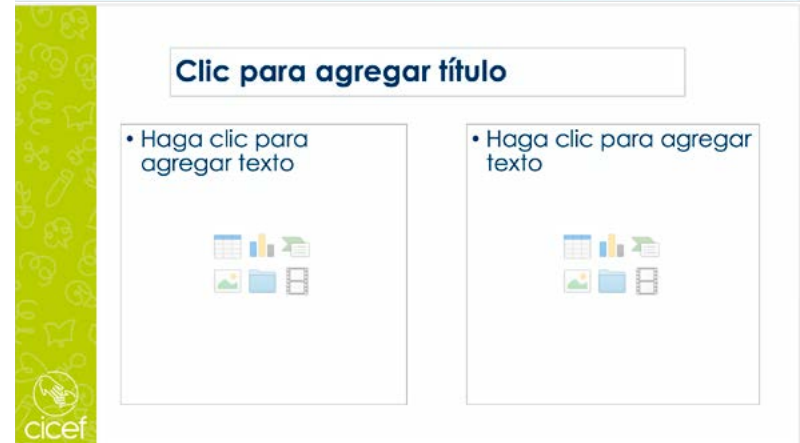 Clic para agregar título
• Haga clic para
agregar texto
• Haga clic para agregar
texto
cicef